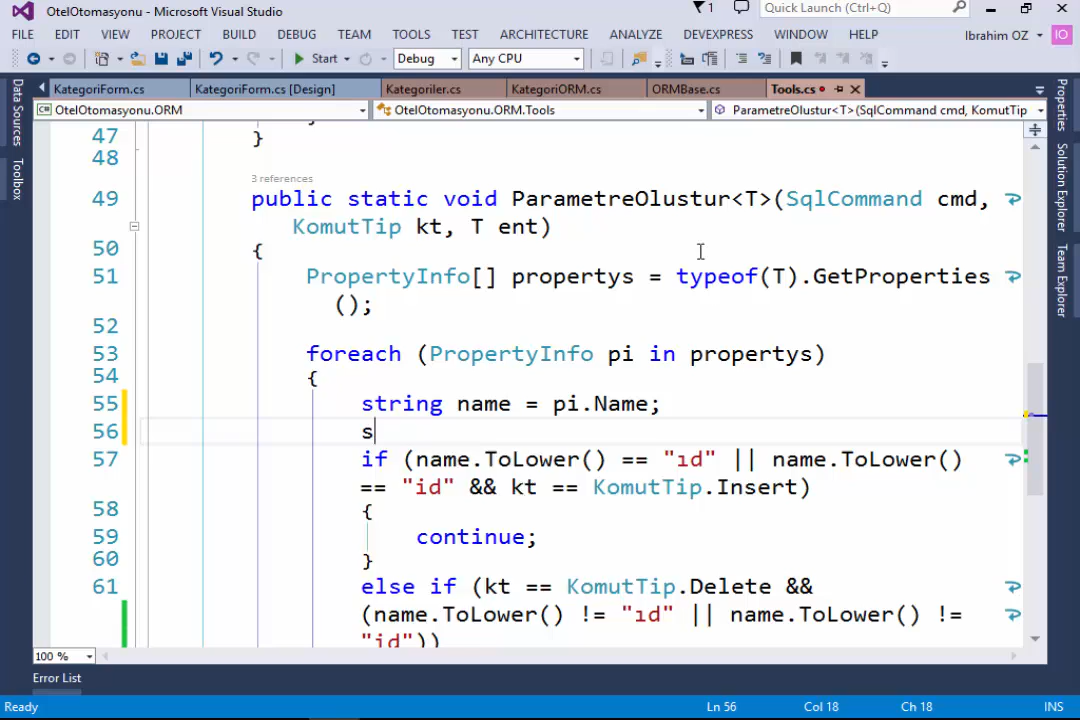 OtelOtomasyonu - Microsoft Visual Studio
1
Quick Launch (Ctrl+Q)
FILE EDIT VIEW PROJECT BUILD DEBUG TEAM TOOLS TEST ARCHITECTURE ANALYZE DEVEXPRESS WINDOW HELP Ibrahim OZ IO
Start Debug Any CPU
KategoriForm.cs KategoriForm.cs [Design] Kategoriler.cs KategoriORM.cs ORMBase.cs Tools.cs
OtelOtomasyonu.ORM OtelOtomasyonu.ORM.Tools ParametreOlustur<T>(SqlCommand cmd, KomutTip
Data Sources
Toolbox
Properties
Solution Explorer
Team Explorer
47 }
48
3 references
49 public static void ParametreOlustur<T>(SqlCommand cmd,
KomutTip kt, T ent)
50 {
51 PropertyInfo[] propertys = typeof(T).GetProperties
();
52
53 foreach (PropertyInfo pi in propertys)
54 {
55 string name = pi.Name;
56 s
57 if (name.ToLower() == "ıd" || name.ToLower()
== "id" && kt == KomutTip.Insert)
58 {
59 continue;
60 }
61 else if (kt == KomutTip.Delete &&
(name.ToLower() != "ıd" || name.ToLower() !=
"id"))
100 %
Error List
Ready Ln 56 Col 18 Ch 18 INS